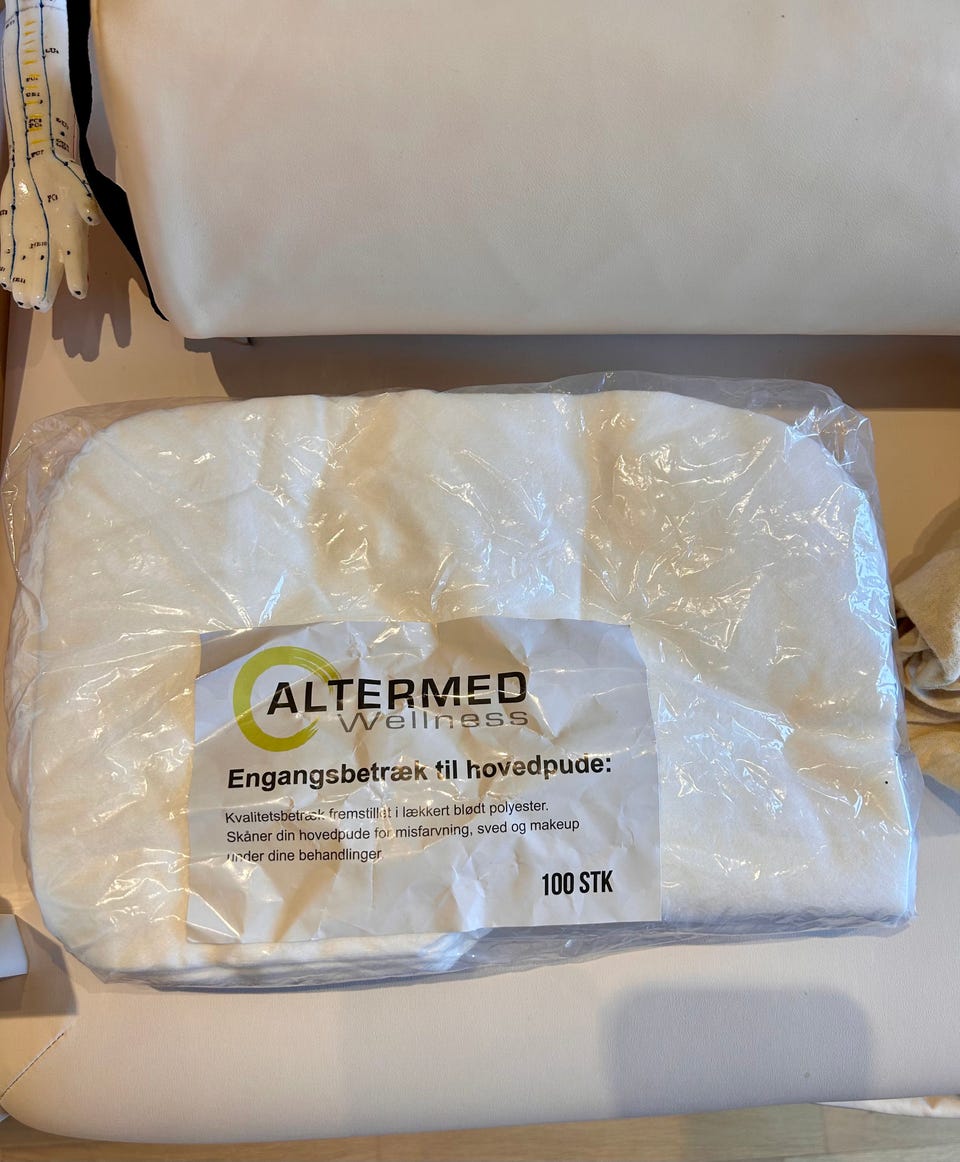 ALTERMED
Wellness
Engangsbetræk til hovedpude:
Kvalitetsbetræk fremstillet i lækkert blødt polyester.
Skåner din hovedpude for misfarvning, sved og makeup
under dine behandlinger
100 STK